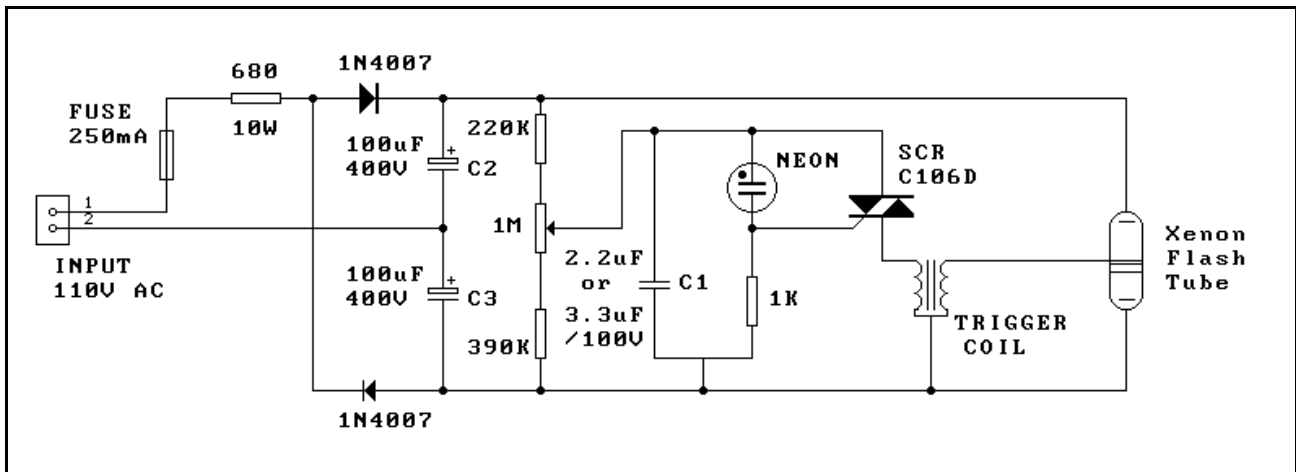 FUSE
250mA
680
10W
1N4007
100uF
400V
+
C2
220K
NEON
SCR
C106D
1
2
INPUT
110V AC
1M
100uF
400V
+
C3
390K
2.2uF
or
3.3uF
/100V
C1
1K
TRIGGER
COIL
Xenon
Flash
Tube
1N4007